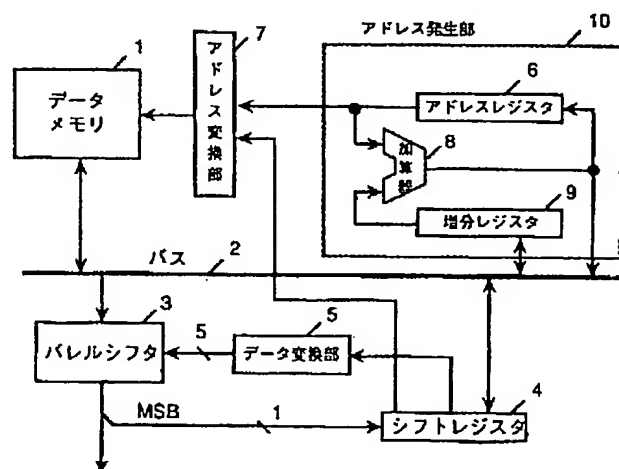 アドレス発生部
10
1
データ
メモリ
7
アドレス変換部
6
アドレスレジスタ
加算器
8
9
増分レジスタ
バス
2
3
バレルシフタ
5
5
データ変換部
4
シフトレジスタ
MSB
1